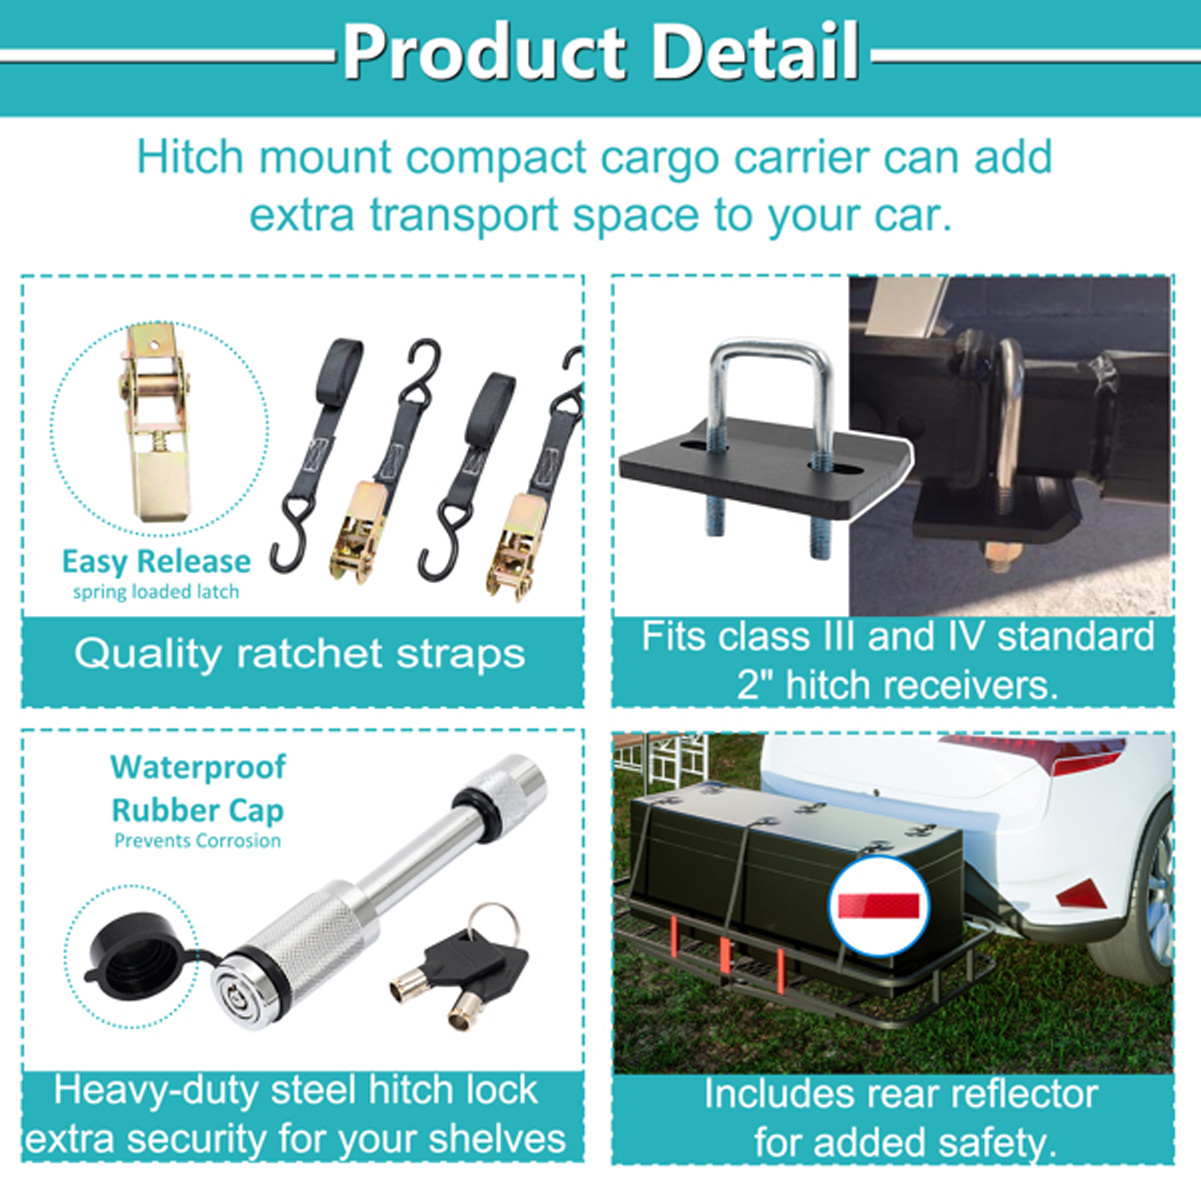 Product Detail
Hitch mount compact cargo carrier can add
extra transport space to your car.
Easy Release
spring loaded latch
Quality ratchet straps
Fits class III and IV standard
2" hitch receivers.
Waterproof
Rubber Cap
Prevents Corrosion
Heavy-duty steel hitch lock
extra security for your shelves
Includes rear reflector
for added safety.